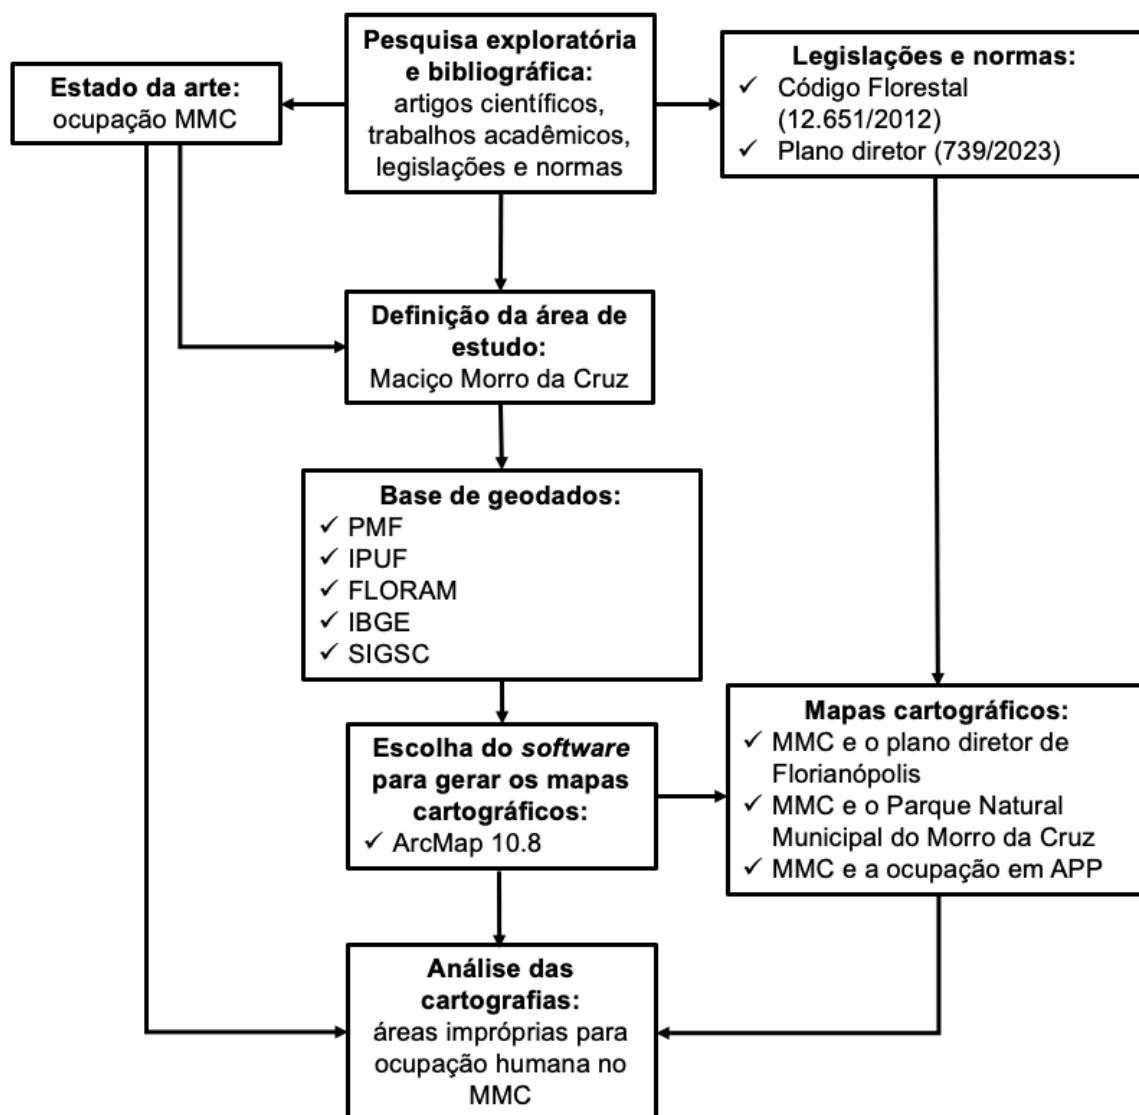 Pesquisa exploratória
e bibliográfica:
artigos científicos,
trabalhos acadêmicos,
legislações e normas
Estado da arte:
ocupação MMC
Legislações e normas:
✓ Código Florestal
(12.651/2012)
✓ Plano diretor (739/2023)
Definição da área de
estudo:
Maciço Morro da Cruz
Base de geodados:
✓ PMF
✓ IPUF
✓ FLORAM
✓ IBGE
✓ SIGSC
Escolha do software
para gerar os mapas
cartográficos:
✓ ArcMap 10.8
Mapas cartográficos:
✓ MMC e o plano diretor de
Florianópolis
✓ MMC e o Parque Natural
Municipal do Morro da Cruz
✓ MMC e a ocupação em APP
Análise das
cartografias:
áreas impróprias para
ocupação humana no
MMC